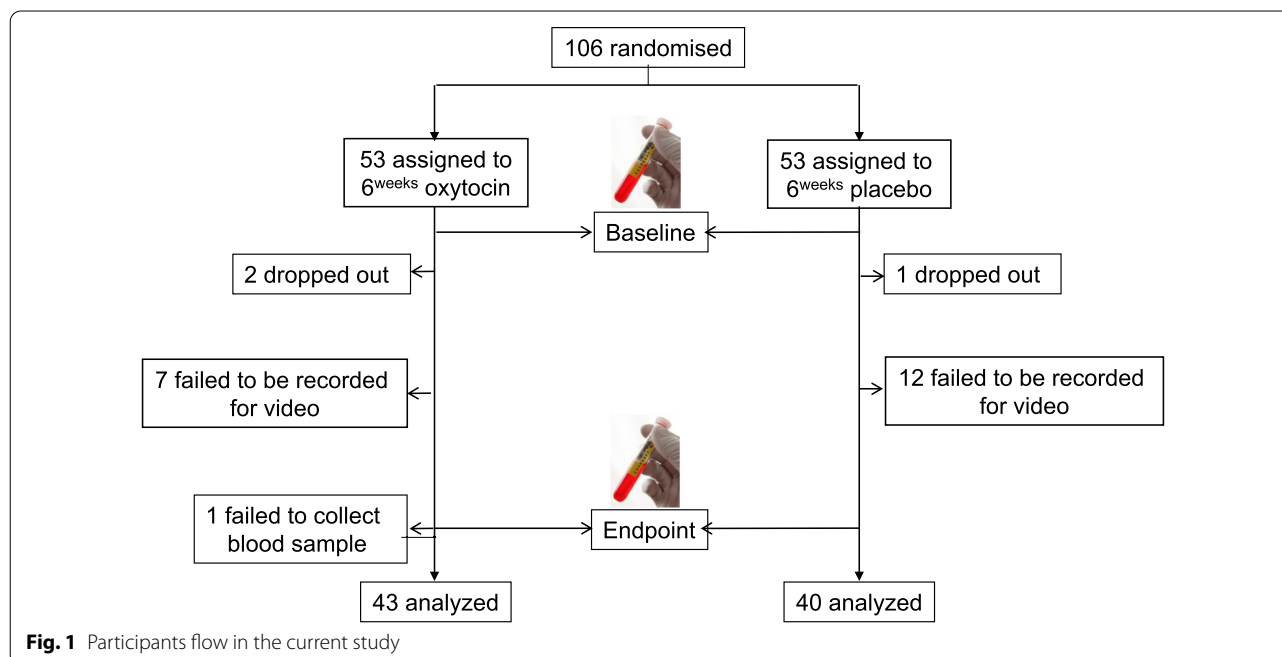 106 randomised
53 assigned to
6weeks oxytocin
53 assigned to
6weeks placebo
Baseline
2 dropped out
1 dropped out
7 failed to be recorded
for video
12 failed to be recorded
for video
1 failed to collect
blood sample
Endpoint
43 analyzed
40 analyzed
Fig. 1 Participants flow in the current study